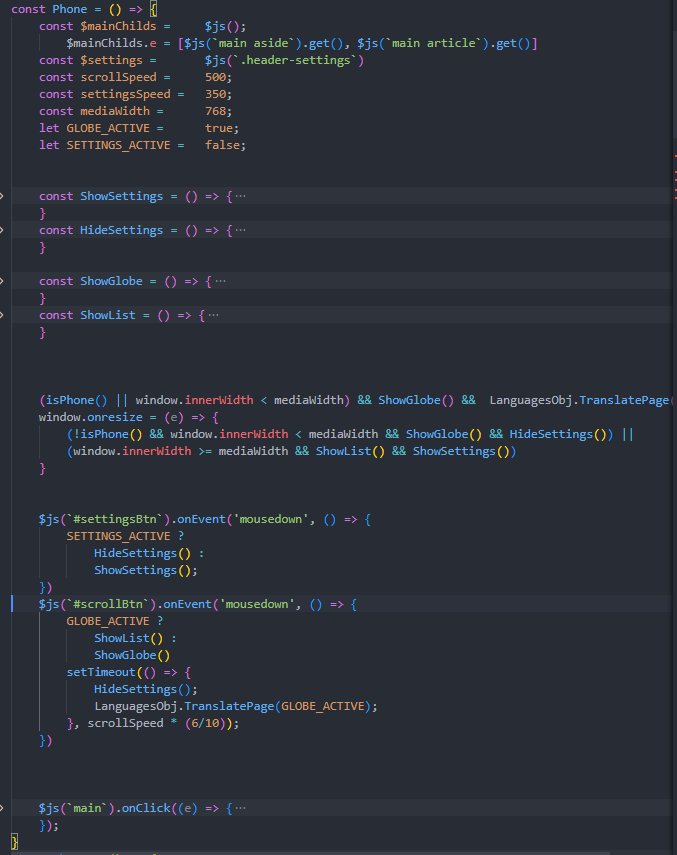 const Phone = () => {
const $mainChilds = $js();
$mainChilds.e = [$js(`main aside`).get(), $js(`main article`).get()]
const $settings = $js(`.header-settings`)
const scrollSpeed = 500;
const settingsSpeed = 350;
const mediaWidth = 768;
let GLOBE_ACTIVE = true;
let SETTINGS_ACTIVE = false;
const ShowSettings = () => {···
}
const HideSettings = () => {···
}
const ShowGlobe = () => {···
}
const ShowList = () => {···
}
(isPhone() || window.innerWidth < mediaWidth) && ShowGlobe() && LanguagesObj.TranslatePage(
window.onresize = (e) => {
(!isPhone() && window.innerWidth < mediaWidth && ShowGlobe() && HideSettings()) ||
(window.innerWidth >= mediaWidth && ShowList() && ShowSettings())
}
$js(`#settingsBtn`).onEvent('mousedown', () => {
SETTINGS_ACTIVE ?
HideSettings() :
ShowSettings();
})
$js(`#scrollBtn`).onEvent('mousedown', () => {
GLOBE_ACTIVE ?
ShowList() :
ShowGlobe()
setTimeout(() => {
HideSettings();
LanguagesObj.TranslatePage(GLOBE_ACTIVE);
}, scrollSpeed * (6/10));
})
$js(`main`).onClick((e) => {···
});
}